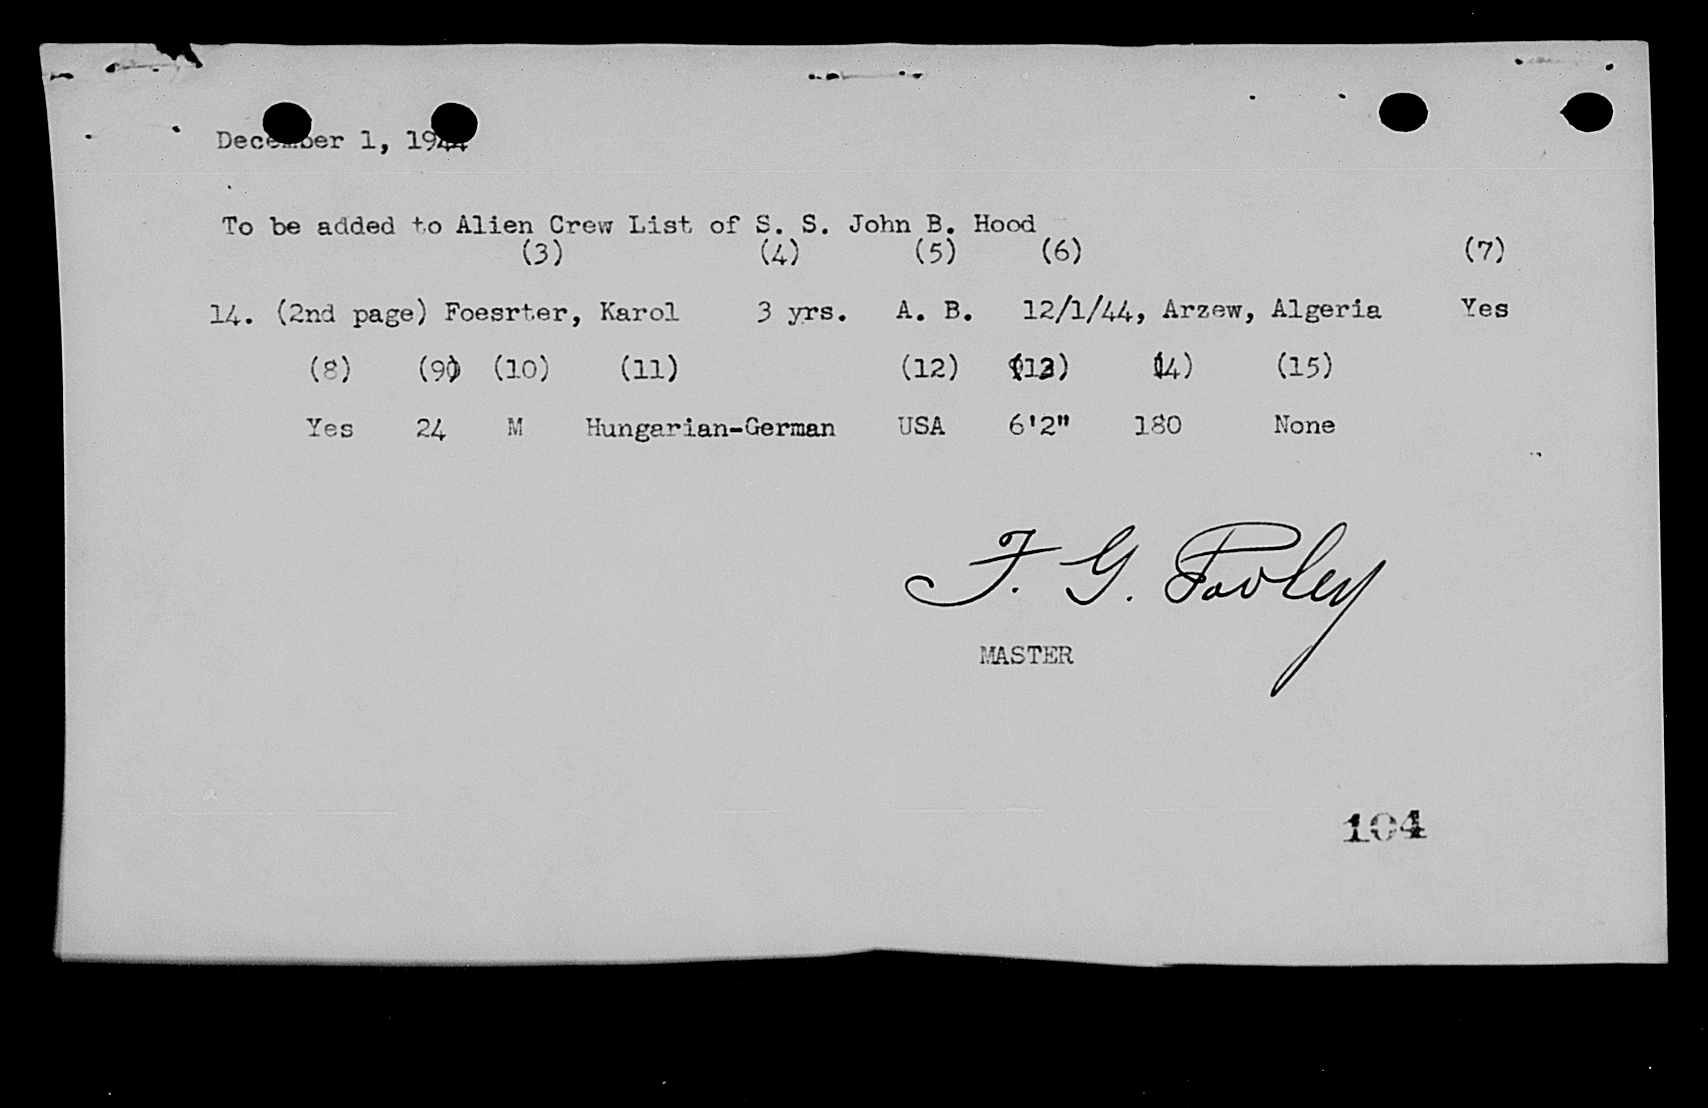 December 1, 1944
To be added to Alien Crew List of S. S. John B. Hood
(3) (4) (5) (6) (7)
14. (2nd page) Foesrter, Karol 3 yrs. A. B. 12/1/44, Arzew, Algeria Yes
(8) (9) (10) (11) (12) (13) (14) (15)
Yes 24 M Hungarian-German USA 6'2" 180 None
F. G.
MASTER
104